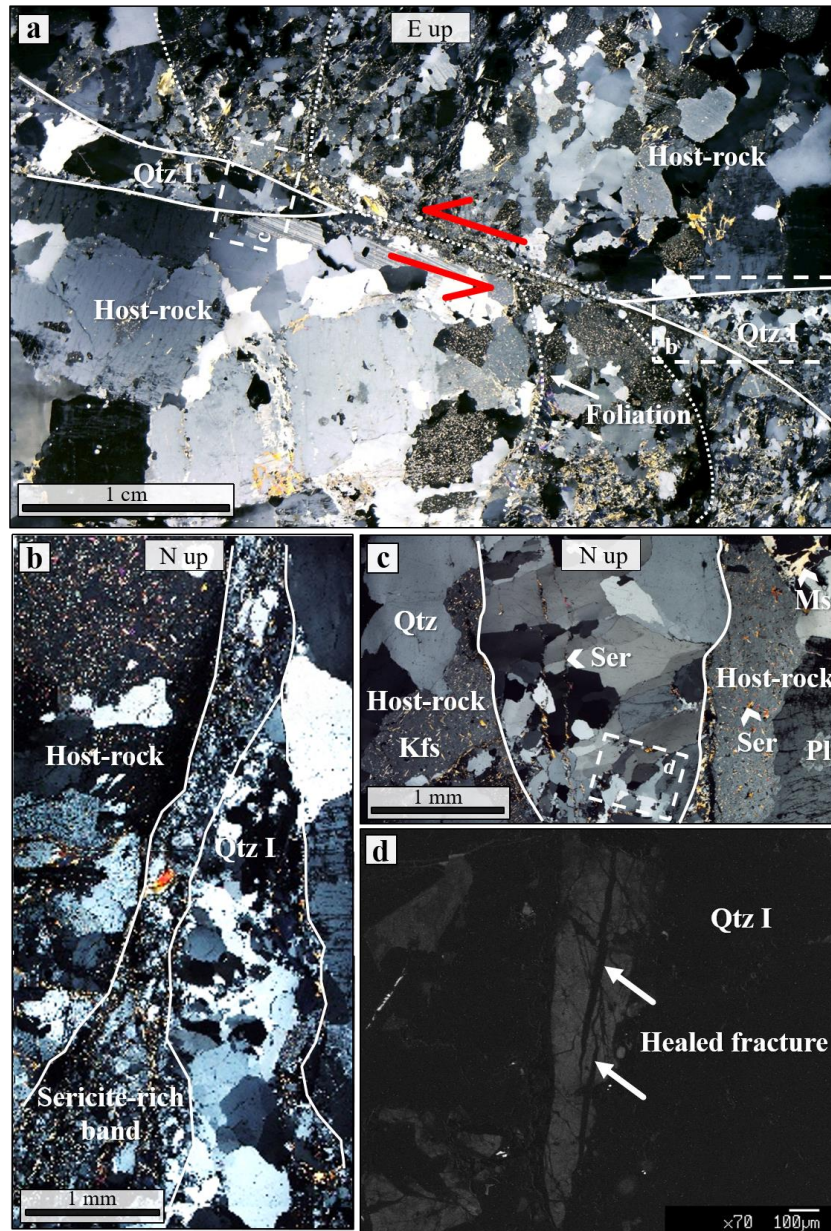 a
E up
Host-rock
Qtz I
c
Host-rock
Qtz I
b
Foliation
1 cm
b
N up
Host-rock
Qtz I
Sericite-rich
band
1 mm
c
N up
Ms
Qtz
Ser
Host-rock
Host-rock
Kfs
Ser
Pl
d
1 mm
d
Qtz I
Healed fracture
×70 100µm